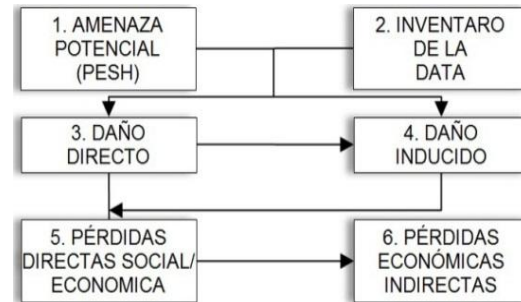 1. AMENAZA
POTENCIAL
(PESH)
2. INVENTARO
DE LA
DATA
3. DAÑO
DIRECTO
4. DAÑO
INDUCIDO
5. PÉRDIDAS
DIRECTAS SOCIAL/
ECONOMICA
6. PÉRDIDAS
ECONÓMICAS
INDIRECTAS